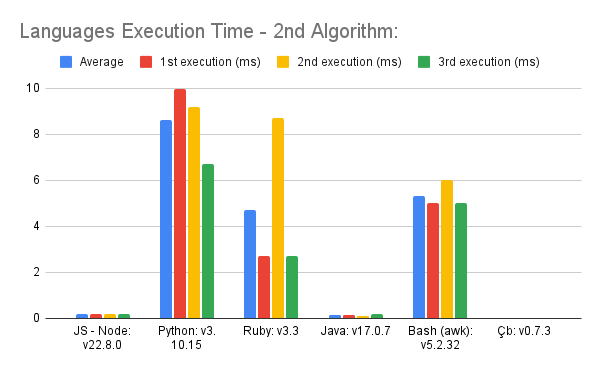 Languages Execution Time - 2nd Algorithm:
Average 1st execution (ms) 2nd execution (ms) 3rd execution (ms)
10
8
6
4
2
0
JS - Node: Python: v3. Ruby: v3.3 Java: v17.0.7 Bash (awk): Çb: v0.7.3
v22.8.0 10.15 v5.2.32